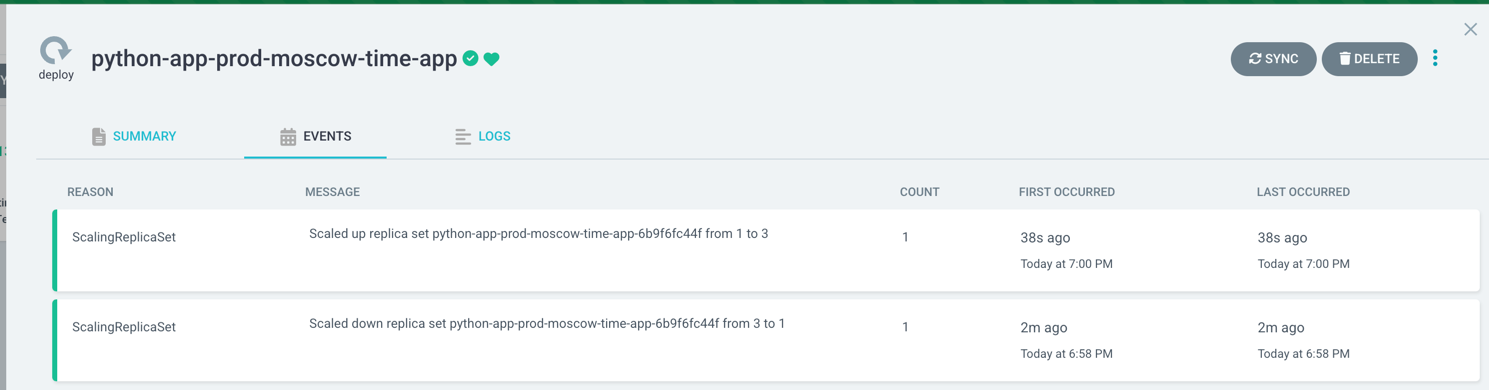 python-app-prod-moscow-time-app
deploy
SYNC
DELETE
SUMMARY
EVENTS
LOGS
REASON MESSAGE COUNT FIRST OCCURRED LAST OCCURRED
ScalingReplicaSet Scaled up replica set python-app-prod-moscow-time-app-6b9f6fc44f from 1 to 3 1 38s ago 38s ago
Today at 7:00 PM Today at 7:00 PM
ScalingReplicaSet Scaled down replica set python-app-prod-moscow-time-app-6b9f6fc44f from 3 to 1 1 2m ago 2m ago
Today at 6:58 PM Today at 6:58 PM